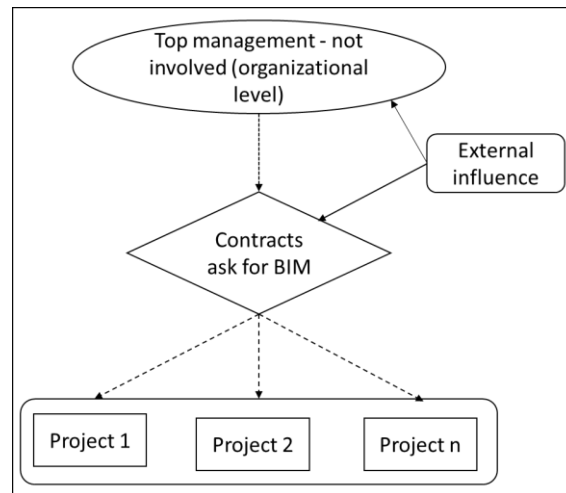 Top management - not
involved (organizational
level)
External
influence
Contracts
ask for BIM
Project 1
Project 2
Project n